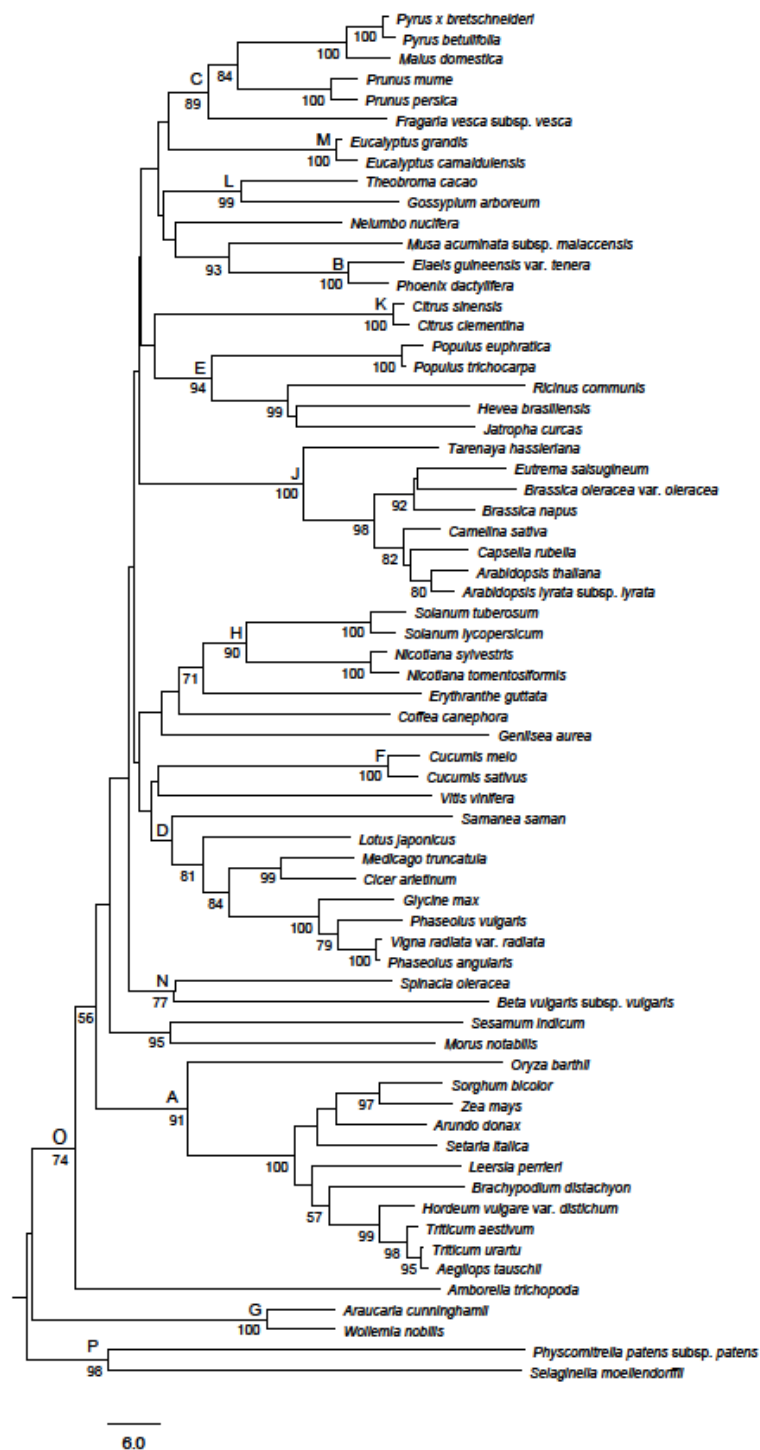 Pyrus x bretschneideri
100
Pyrus betulifolia
100
Malus domestica
84
C
Prunus mume
89
100
Prunus persica
Fragaria vesca subsp. vesca
M
Eucalyptus grandis
100
Eucalyptus camaldulensis
L
Theobroma cacao
99
Gossypium arboreum
Nelumbo nucifera
Musa acuminata subsp. malaccensis
93
B
Elaeis guineensis var. tenera
100
Phoenix dactylifera
K
Citrus sinensis
100
Citrus clementina
Populus euphratica
E
100
Populus trichocarpa
94
Ricinus communis
99
Hevea brasiliensis
Jatropha curcas
Tarenaya hassleriana
J
Eutrema salsugineum
100
Brassica oleracea var. oleracea
92
Brassica napus
98
Camelina sativa
82
Capsella rubella
Arabidopsis thaliana
80
Arabidopsis lyrata subsp. lyrata
Solanum tuberosum
H
100
Solanum lycopersicum
90
Nicotiana sylvestris
71
100
Nicotiana tomentosiformis
Erythranthe guttata
Coffea canephora
Genlisea aurea
F
Cucumis melo
100
Cucumis sativus
Vitis vinifera
D
Samanea saman
Lotus japonicus
81
Medicago truncatula
99
Cicer arietinum
84
Glycine max
100
Phaseolus vulgaris
79
Vigna radiata var. radiata
100
Phaseolus angularis
N
Spinacia oleracea
77
Beta vulgaris subsp. vulgaris
56
Sesamum indicum
95
Morus notabilis
A
Oryza barthii
91
Sorghum bicolor
97
Zea mays
Arundo donax
O
Setaria italica
74
100
Leersia perrieri
Brachypodium distachyon
57
Hordeum vulgare var. distichum
99
Triticum aestivum
98
Triticum urartu
95
Aegilops tauschii
Amborella trichopoda
G
Araucaria cunninghamii
100
Wollemia nobilis
P
Physcomitrella patens subsp. patens
98
Selaginella moellendorffii
6.0